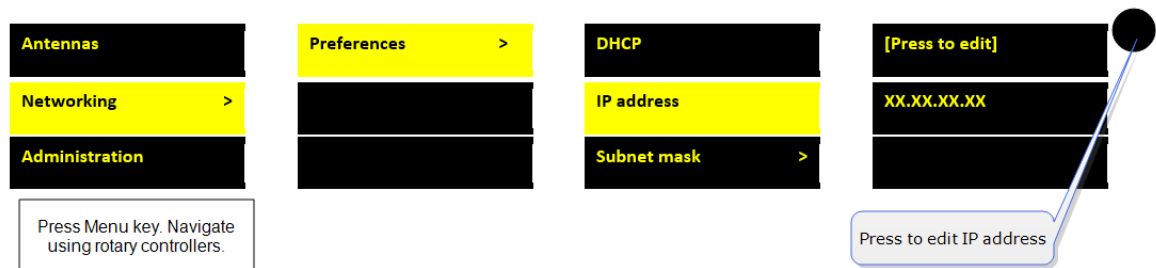 Antennas
Networking >
Administration
Preferences >
DHCP
IP address
Subnet mask >
[Press to edit]
XX.XX.XX.XX
Press Menu key. Navigate
using rotary controllers.
Press to edit IP address